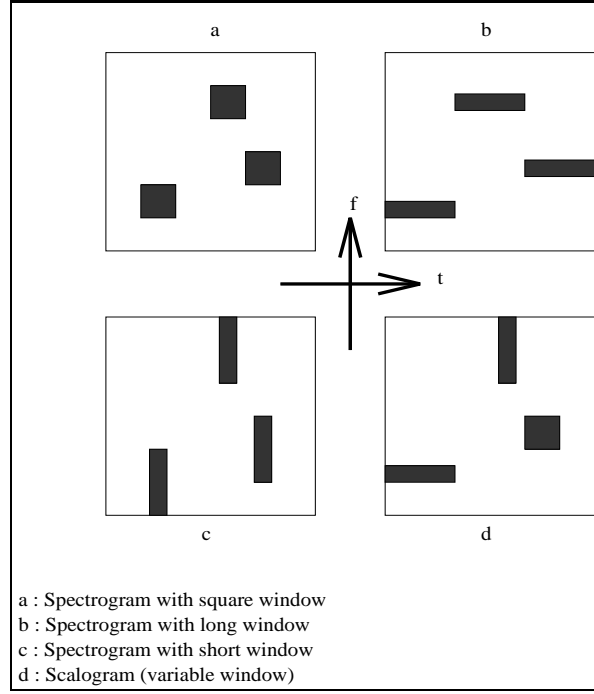 a b
f
t
c d
a : Spectrogram with square window
b : Spectrogram with long window
c : Spectrogram with short window
d : Scalogram (variable window)